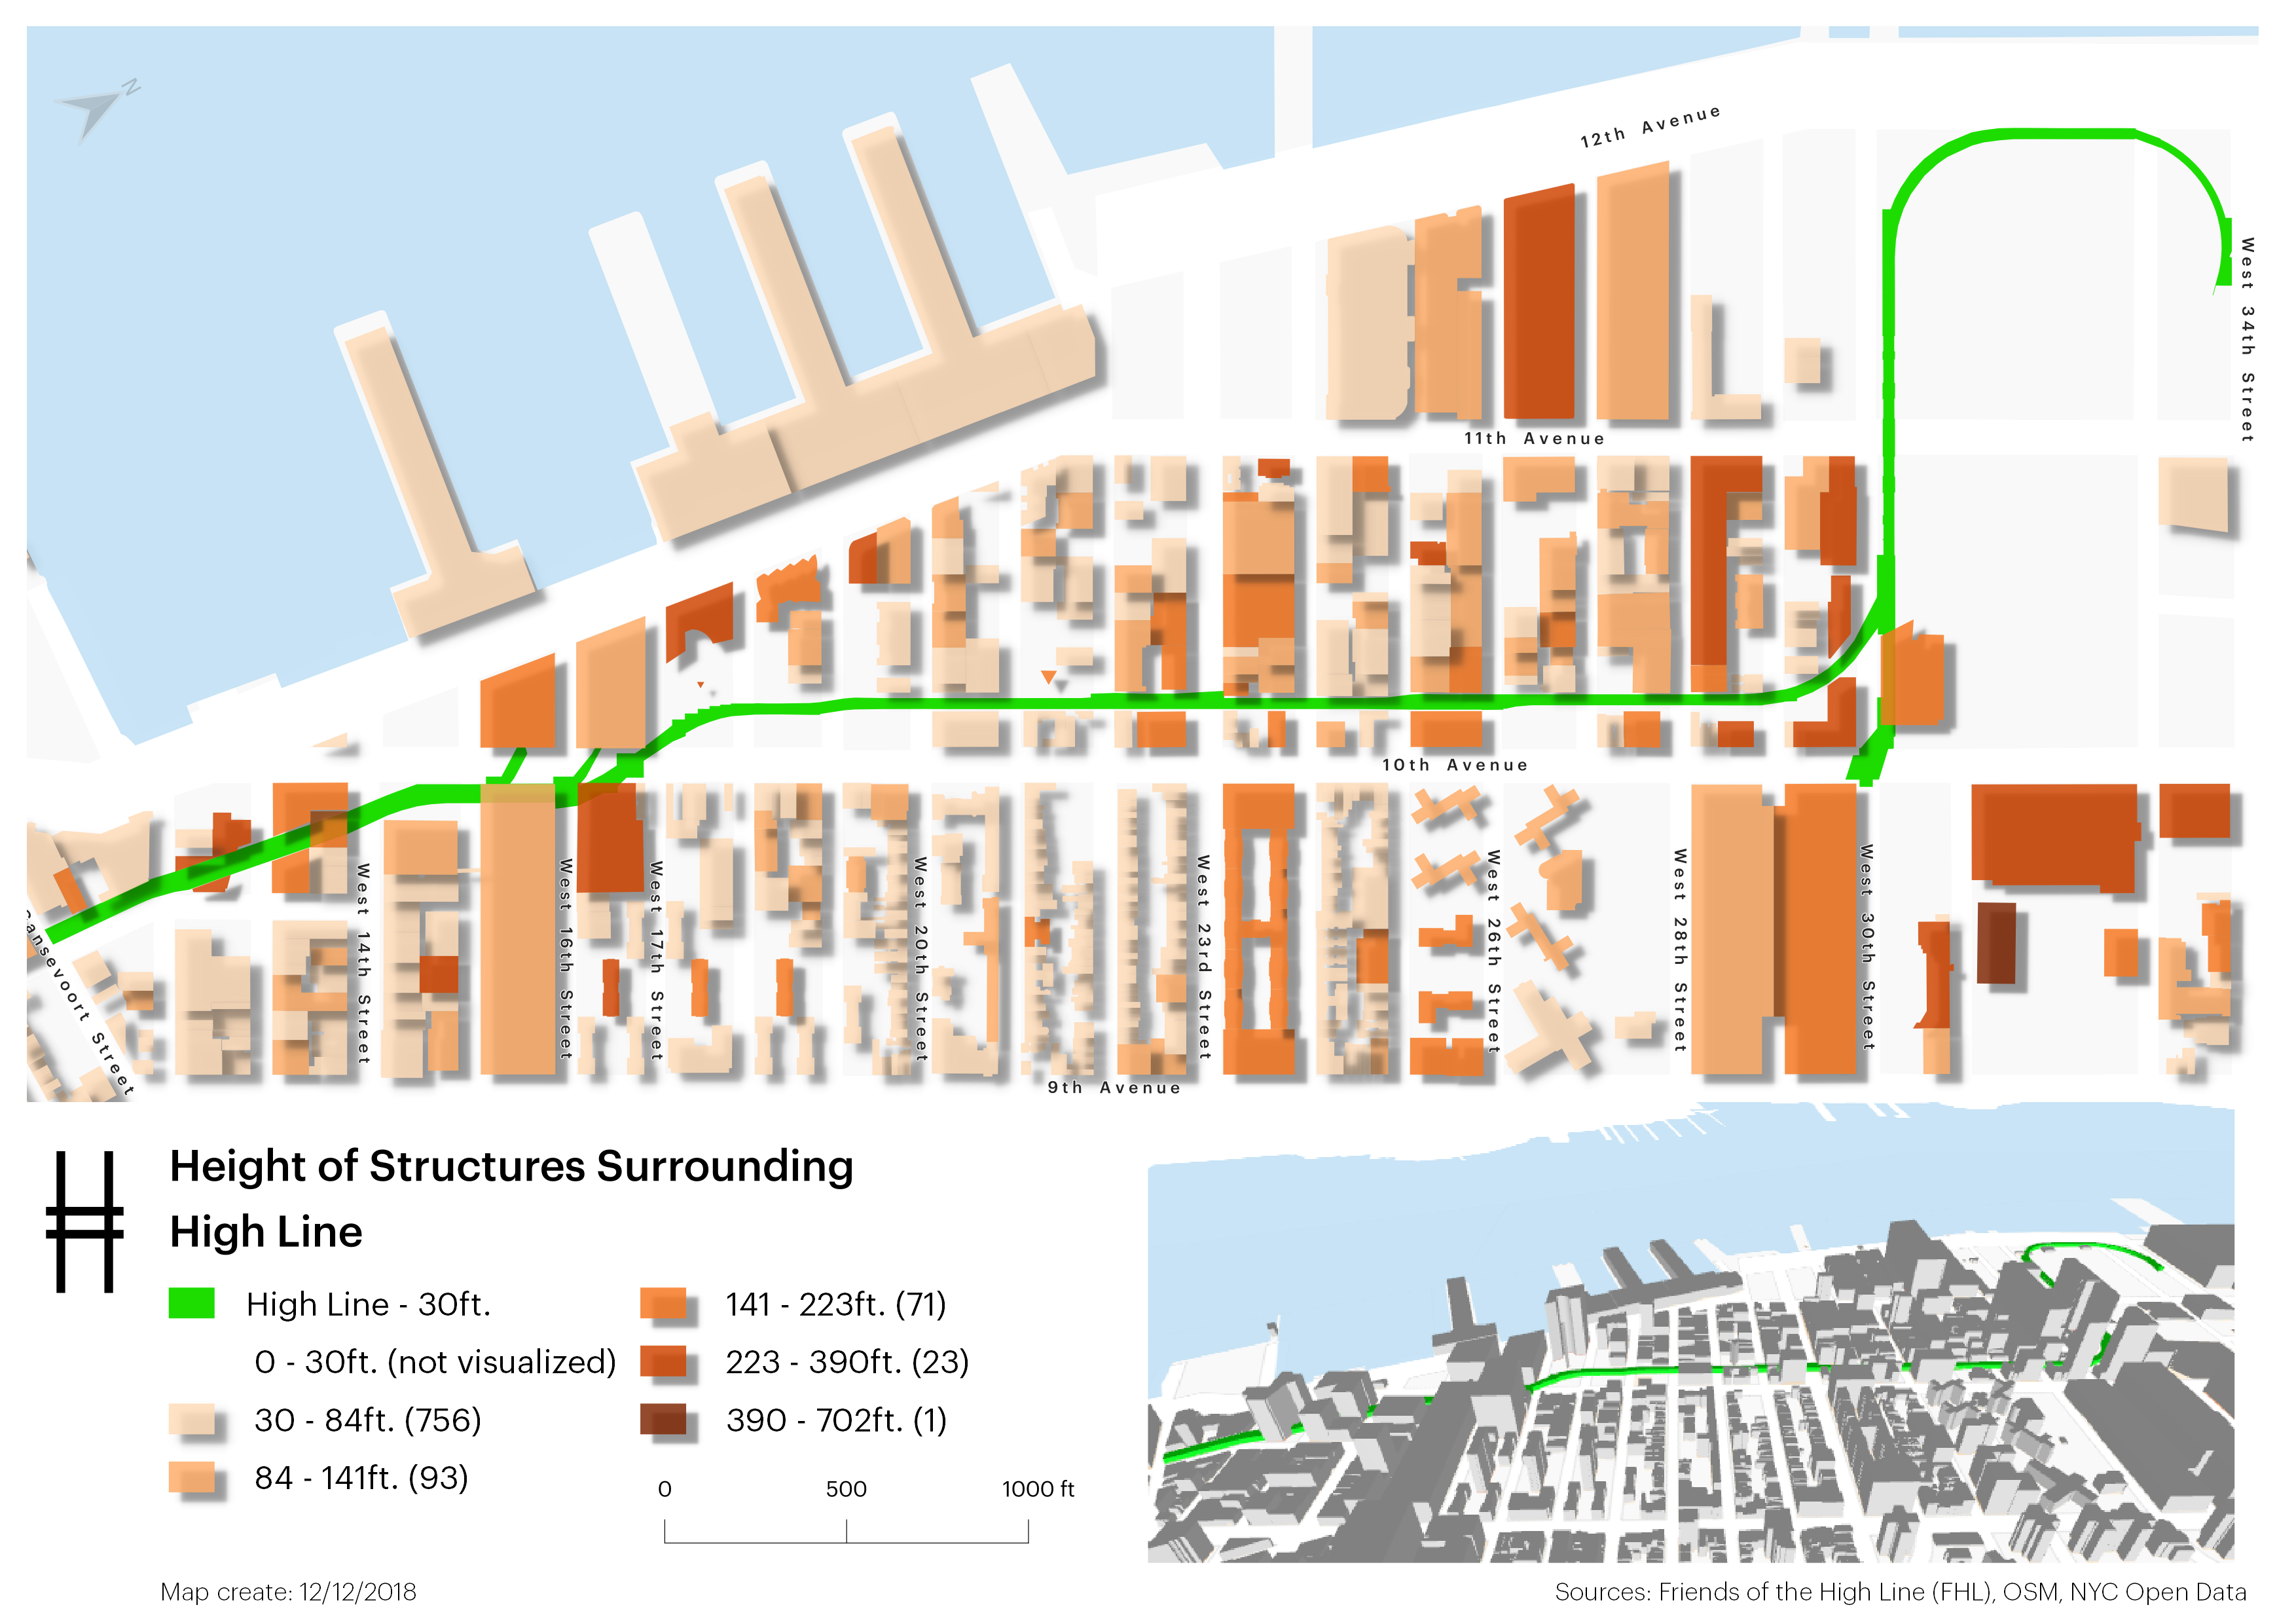 N
12th Avenue
West 34th Street
11th Avenue
10th Avenue
Gansevoort Street
West 14th Street
West 16th Street
West 17th Street
West 20th Street
West 23rd Street
West 26th Street
West 28th Street
West 30th Street
9th Avenue
Height of Structures Surrounding
High Line
High Line - 30ft.
0 - 30ft. (not visualized)
30 - 84ft. (756)
84 - 141ft. (93)
141 - 223ft. (71)
223 - 390ft. (23)
390 - 702ft. (1)
0 500 1000 ft
Map create: 12/12/2018
Sources: Friends of the High Line (FHL), OSM, NYC Open Data